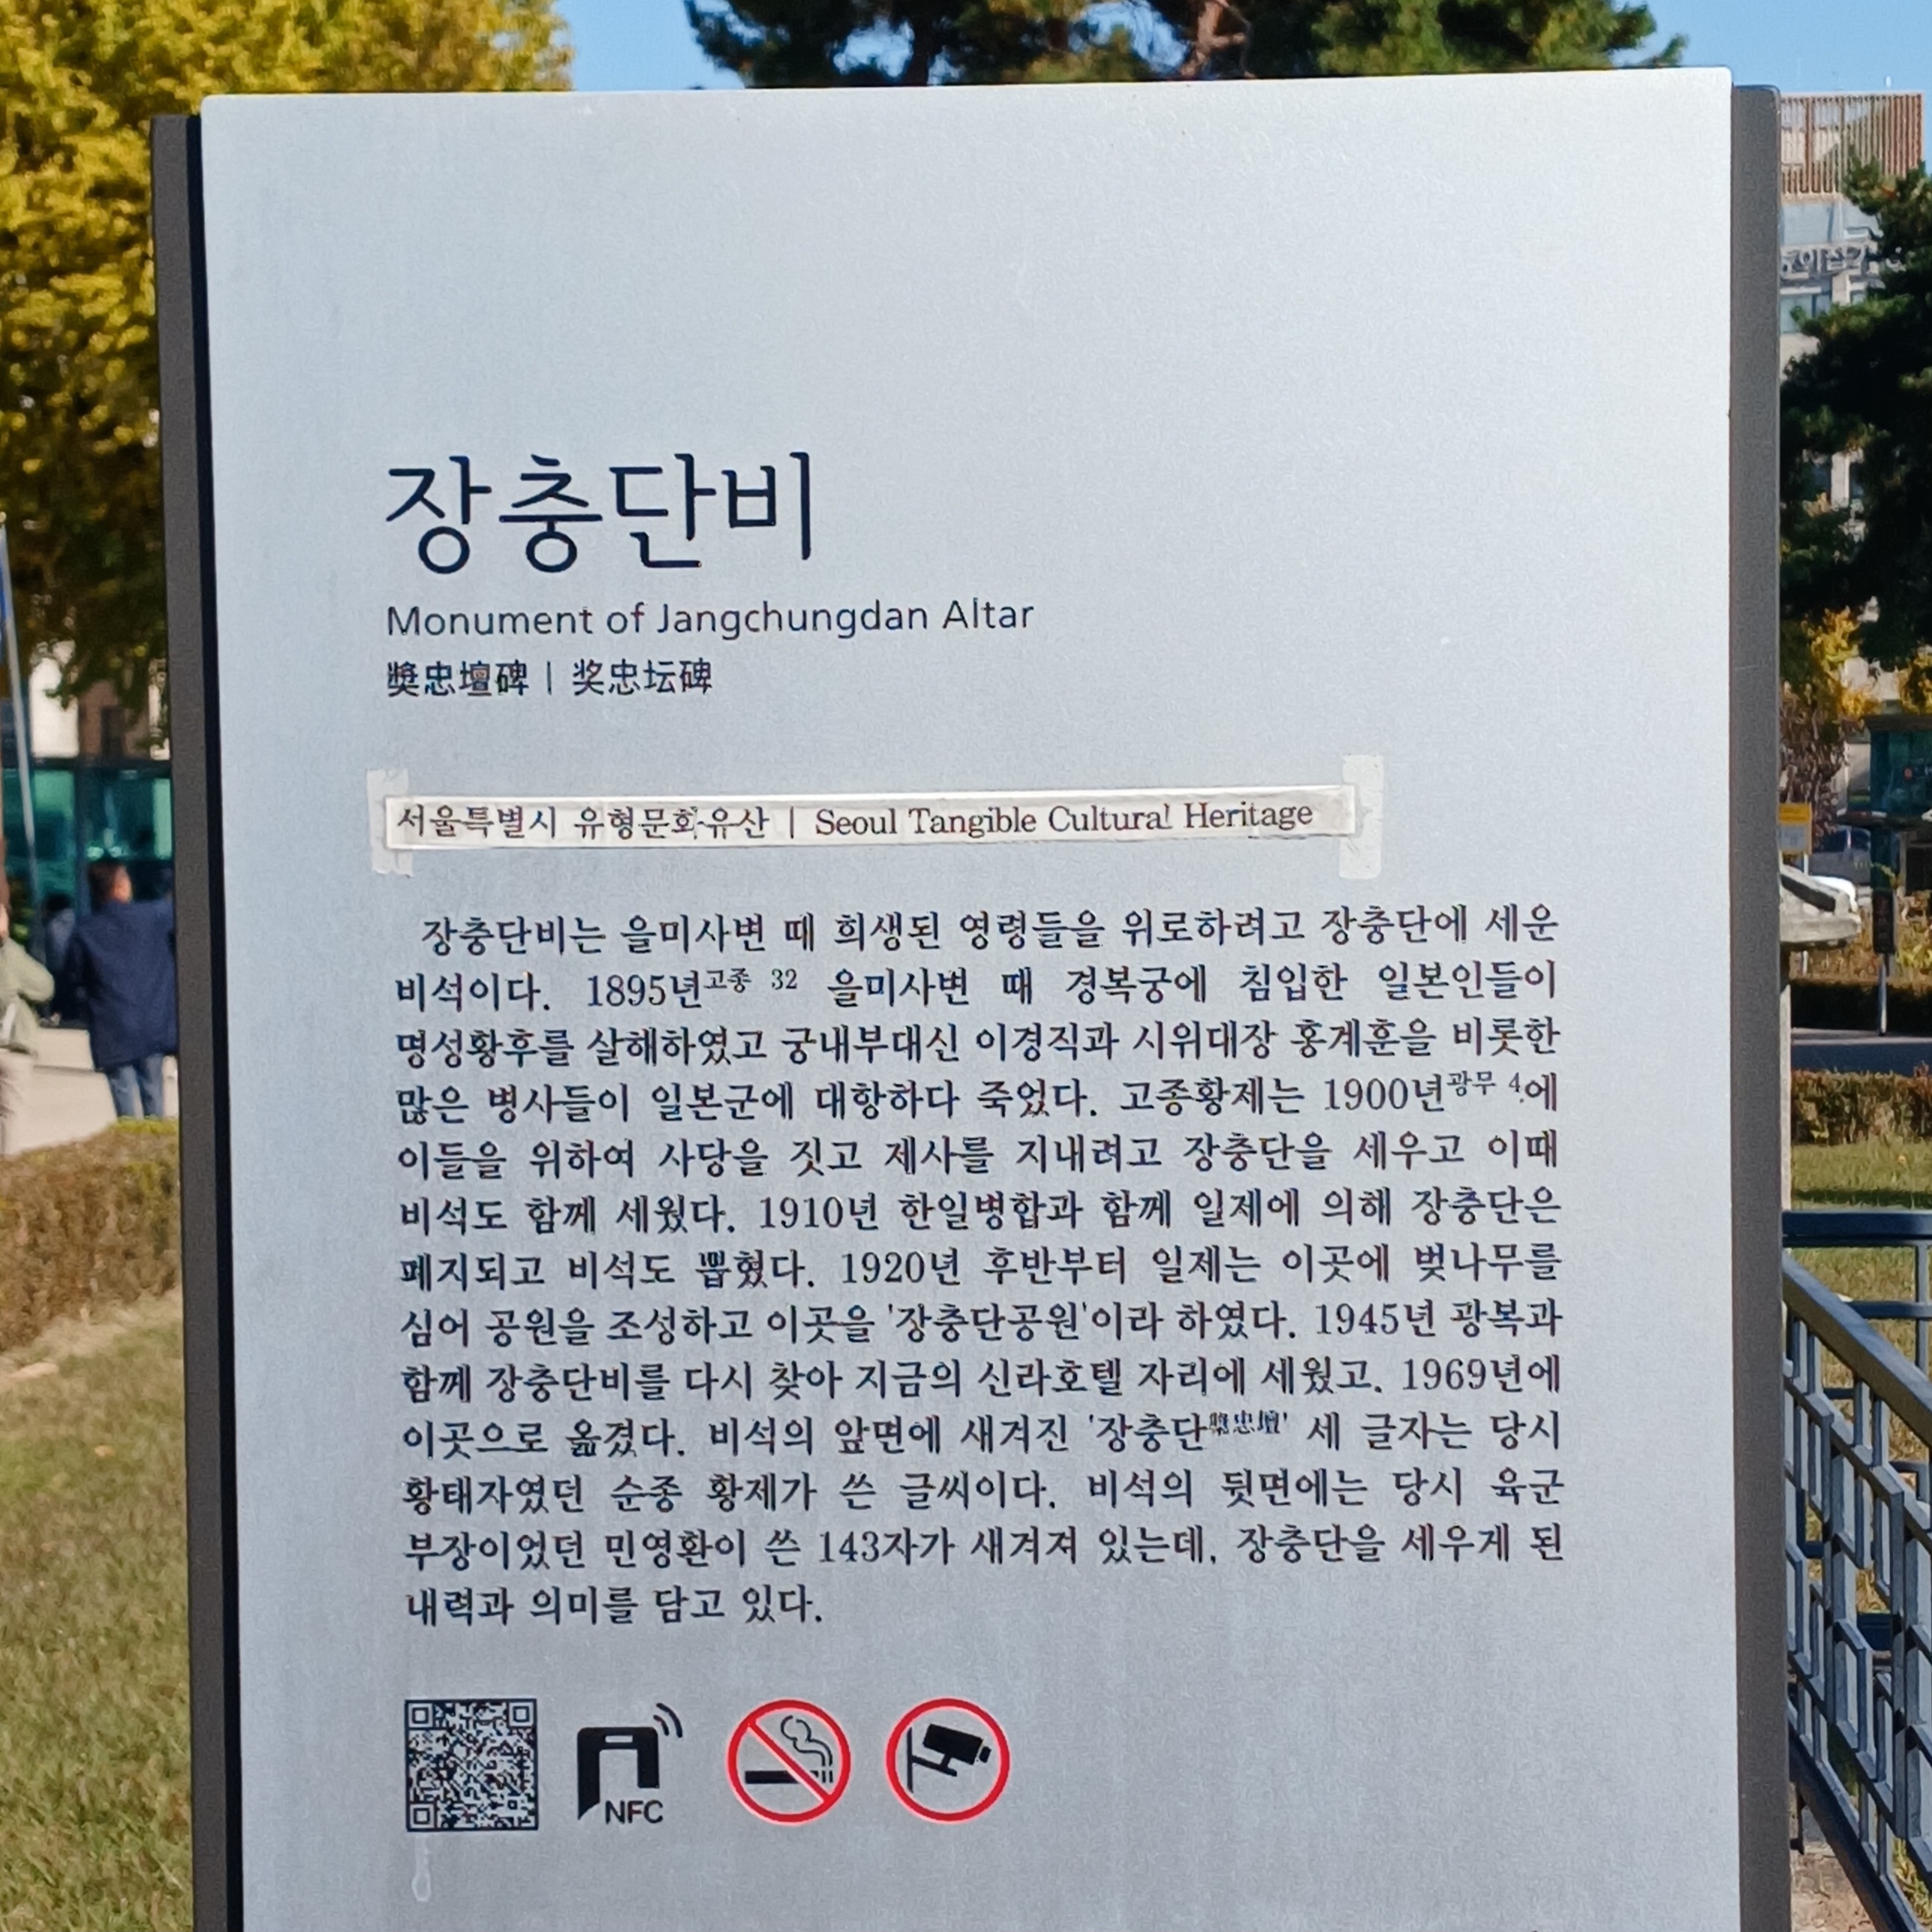 장충단비
Monument of Jangchungdan Altar
奬忠壇碑 | 奖忠坛碑
서울특별시 유형문화유산 | Seoul Tangible Cultural Heritage
장충단비는 을미사변 때 희생된 영령들을 위로하려고 장충단에 세운
비석이다. 1895년고종 32 을미사변 때 경복궁에 침입한 일본인들이
명성황후를 살해하였고 궁내부대신 이경직과 시위대장 홍계훈을 비롯한
많은 병사들이 일본군에 대항하다 죽었다. 고종황제는 1900년광무 4에
이들을 위하여 사당을 짓고 제사를 지내려고 장충단을 세우고 이때
비석도 함께 세웠다. 1910년 한일병합과 함께 일제에 의해 장충단은
폐지되고 비석도 뽑혔다. 1920년 후반부터 일제는 이곳에 벚나무를
심어 공원을 조성하고 이곳을 '장충단공원'이라 하였다. 1945년 광복과
함께 장충단비를 다시 찾아 지금의 신라호텔 자리에 세웠고, 1969년에
이곳으로 옮겼다. 비석의 앞면에 새겨진 '장충단奬忠壇' 세 글자는 당시
황태자였던 순종 황제가 쓴 글씨이다. 비석의 뒷면에는 당시 육군
부장이었던 민영환이 쓴 143자가 새겨져 있는데, 장충단을 세우게 된
내력과 의미를 담고 있다.
NFC